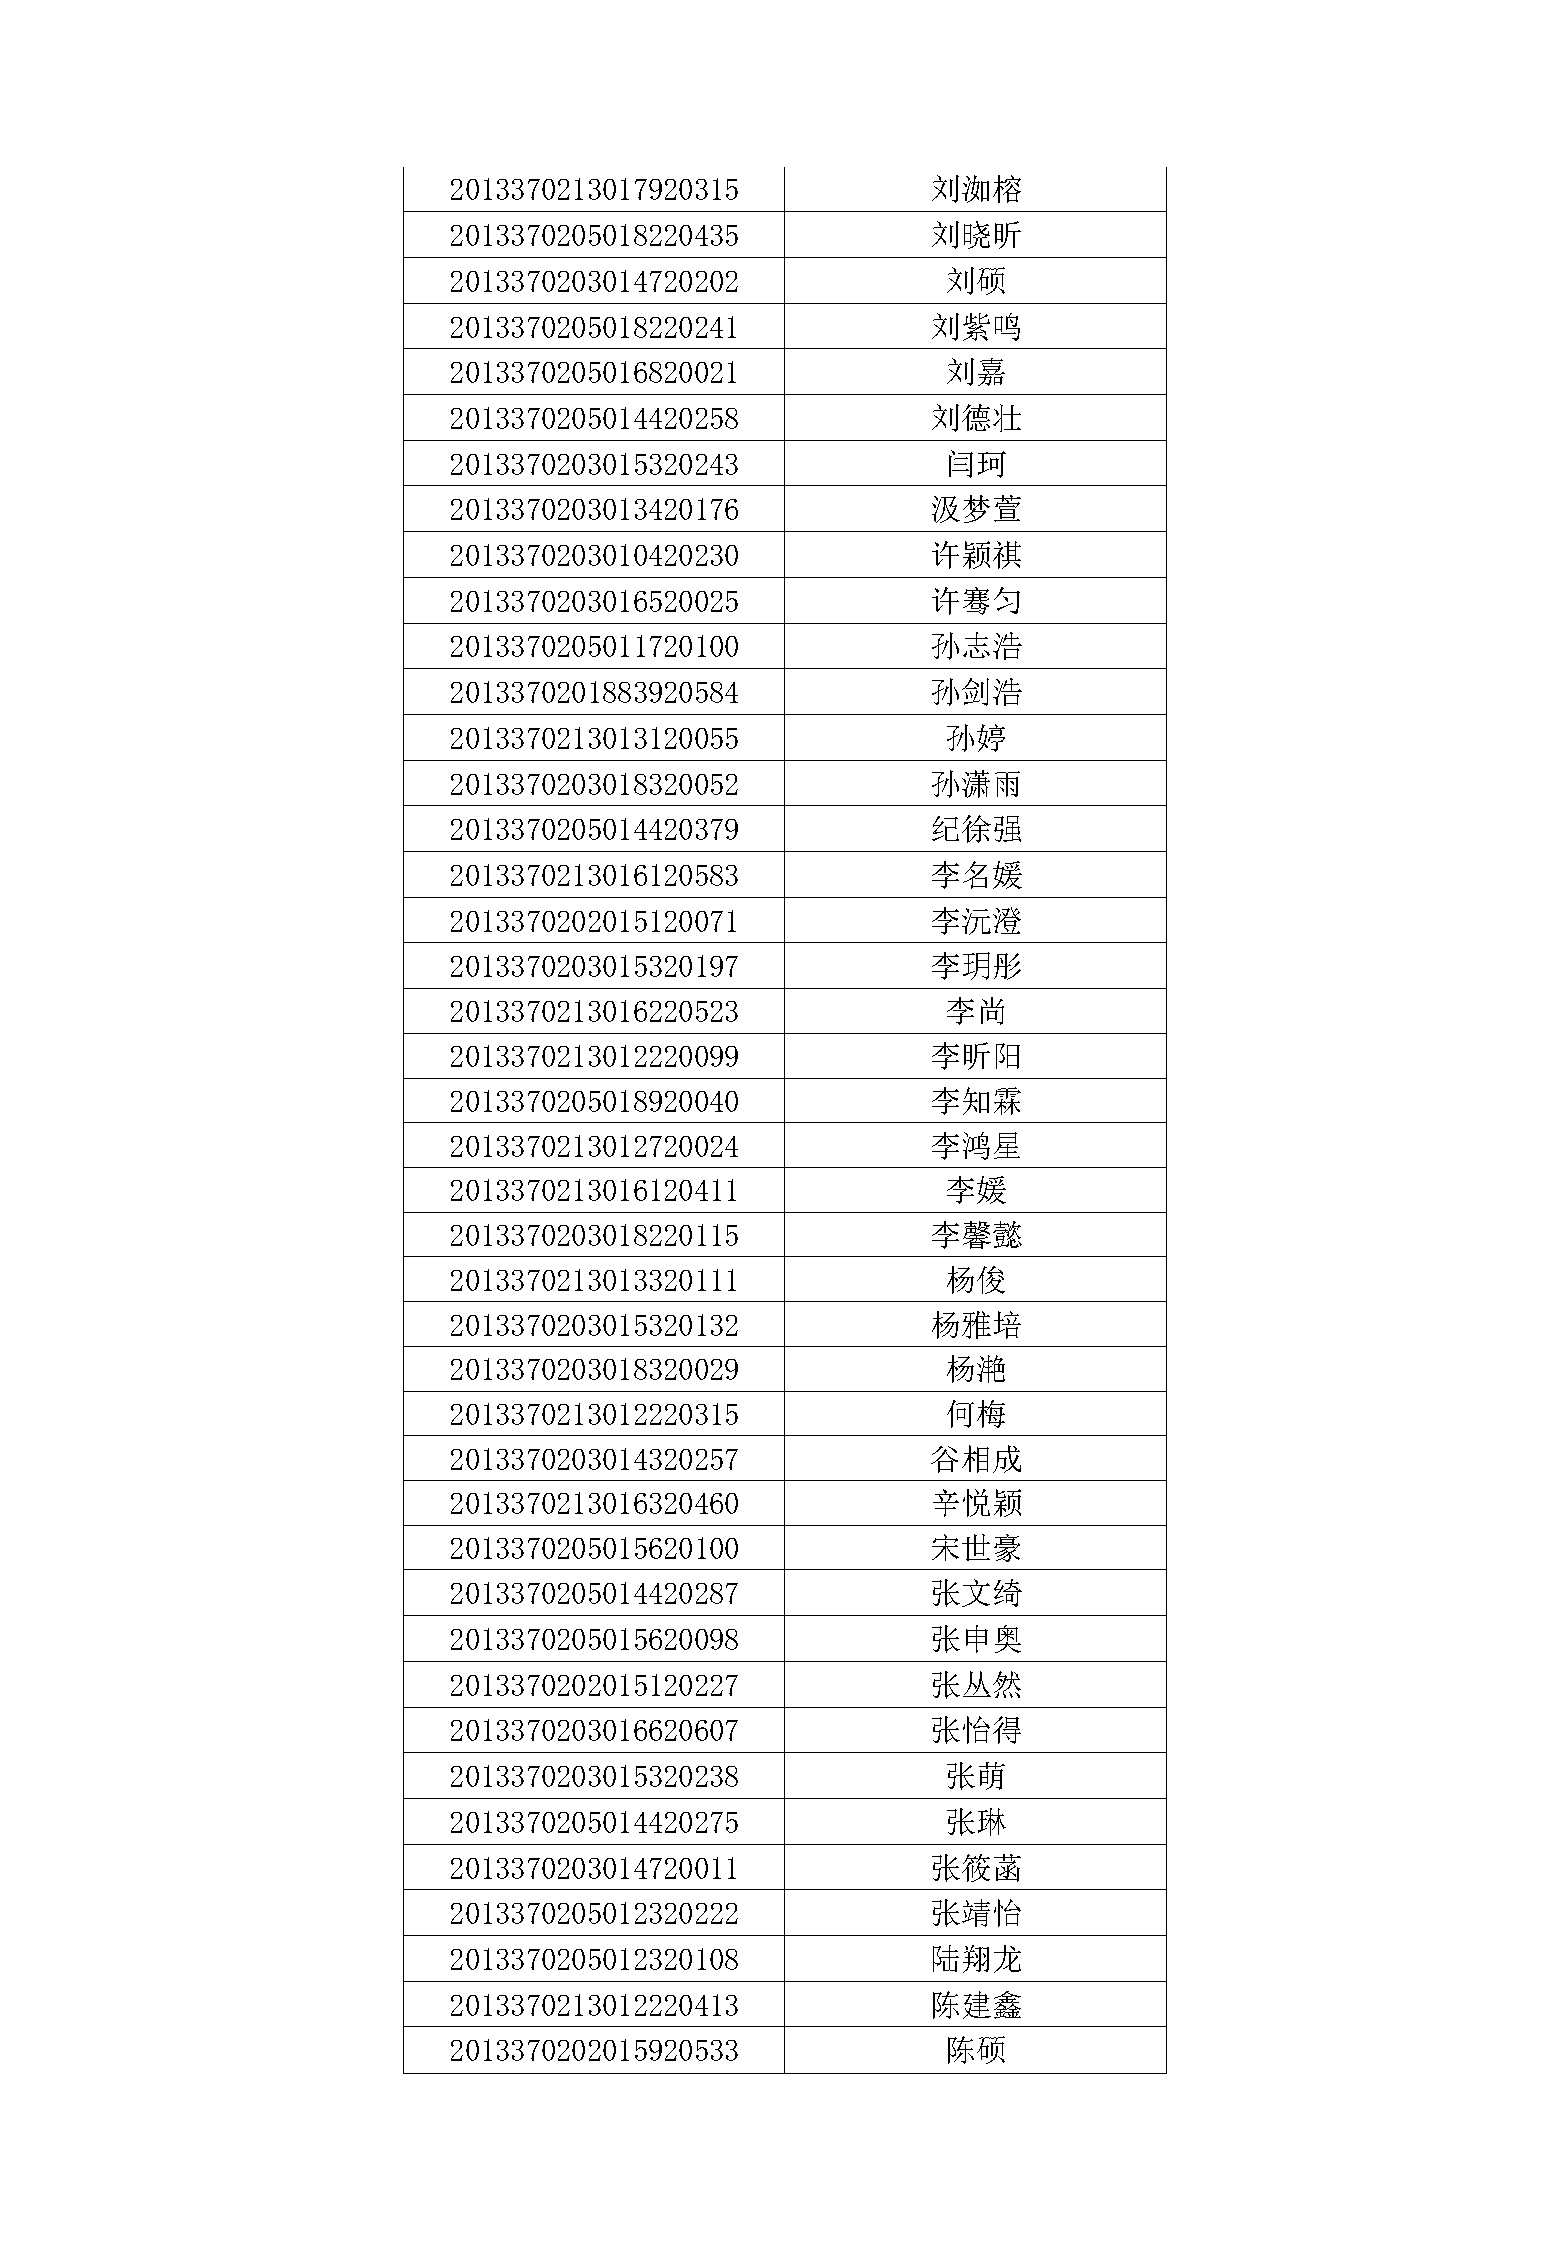 2013370213017920315 刘洳榕
2013370205018220435 刘晓昕
2013370203014720202 刘硕
2013370205018220241 刘紫鸣
2013370205016820021 刘嘉
2013370205014420258 刘德壮
2013370203015320243 闫珂
2013370203013420176 汲梦萱
2013370203010420230 许颖祺
2013370203016520025 许骞匀
2013370205011720100 孙志浩
2013370201883920584 孙剑浩
2013370213013120055 孙婷
2013370203018320052 孙潇雨
2013370205014420379 纪徐强
2013370213016120583 李名媛
2013370202015120071 李沅澄
2013370203015320197 李玥彤
2013370213016220523 李尚
2013370213012220099 李昕阳
2013370205018920040 李知霖
2013370213012720024 李鸿星
2013370213016120411 李媛
2013370203018220115 李馨懿
2013370213013320111 杨俊
2013370203015320132 杨雅培
2013370203018320029 杨滟
2013370213012220315 何梅
2013370203014320257 谷相成
2013370213016320460 辛悦颖
2013370205015620100 宋世豪
2013370205014420287 张文绮
2013370205015620098 张申奥
2013370202015120227 张丛然
2013370203016620607 张怡得
2013370203015320238 张萌
2013370205014420275 张琳
2013370203014720011 张筱菡
2013370205012320222 张靖怡
2013370205012320108 陆翔龙
2013370213012220413 陈建鑫
2013370202015920533 陈硕